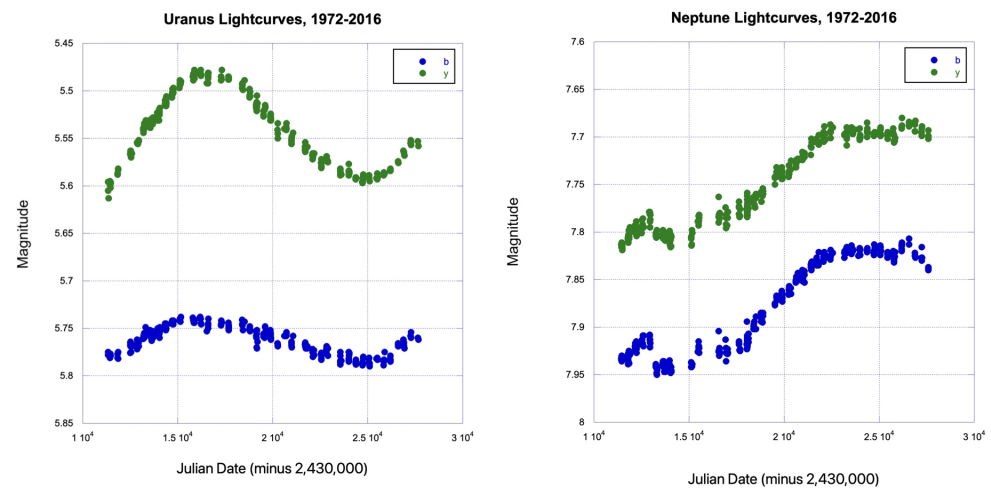 Uranus Lightcurves, 1972-2016
5.45
5.5
5.55
5.6
5.65
5.7
5.75
5.8
5.85
Magnitude
b
y
1 10⁴
1.5 10⁴
2 10⁴
2.5 10⁴
3 10⁴
Julian Date (minus 2,430,000)
Neptune Lightcurves, 1972-2016
7.6
7.65
7.7
7.75
7.8
7.85
7.9
7.95
8
Magnitude
b
y
1 10⁴
1.5 10⁴
2 10⁴
2.5 10⁴
3 10⁴
Julian Date (minus 2,430,000)